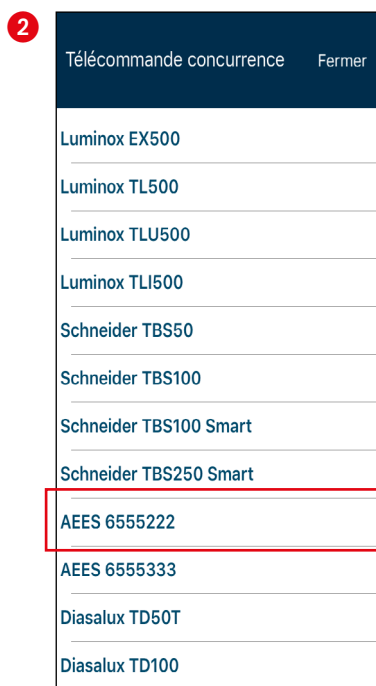 2
Télécommande concurrence Fermer
Luminox EX500
Luminox TL500
Luminox TLU500
Luminox TLI500
Schneider TBS50
Schneider TBS100
Schneider TBS100 Smart
Schneider TBS250 Smart
AEES 6555222
AEES 6555333
Diasalux TD50T
Diasalux TD100